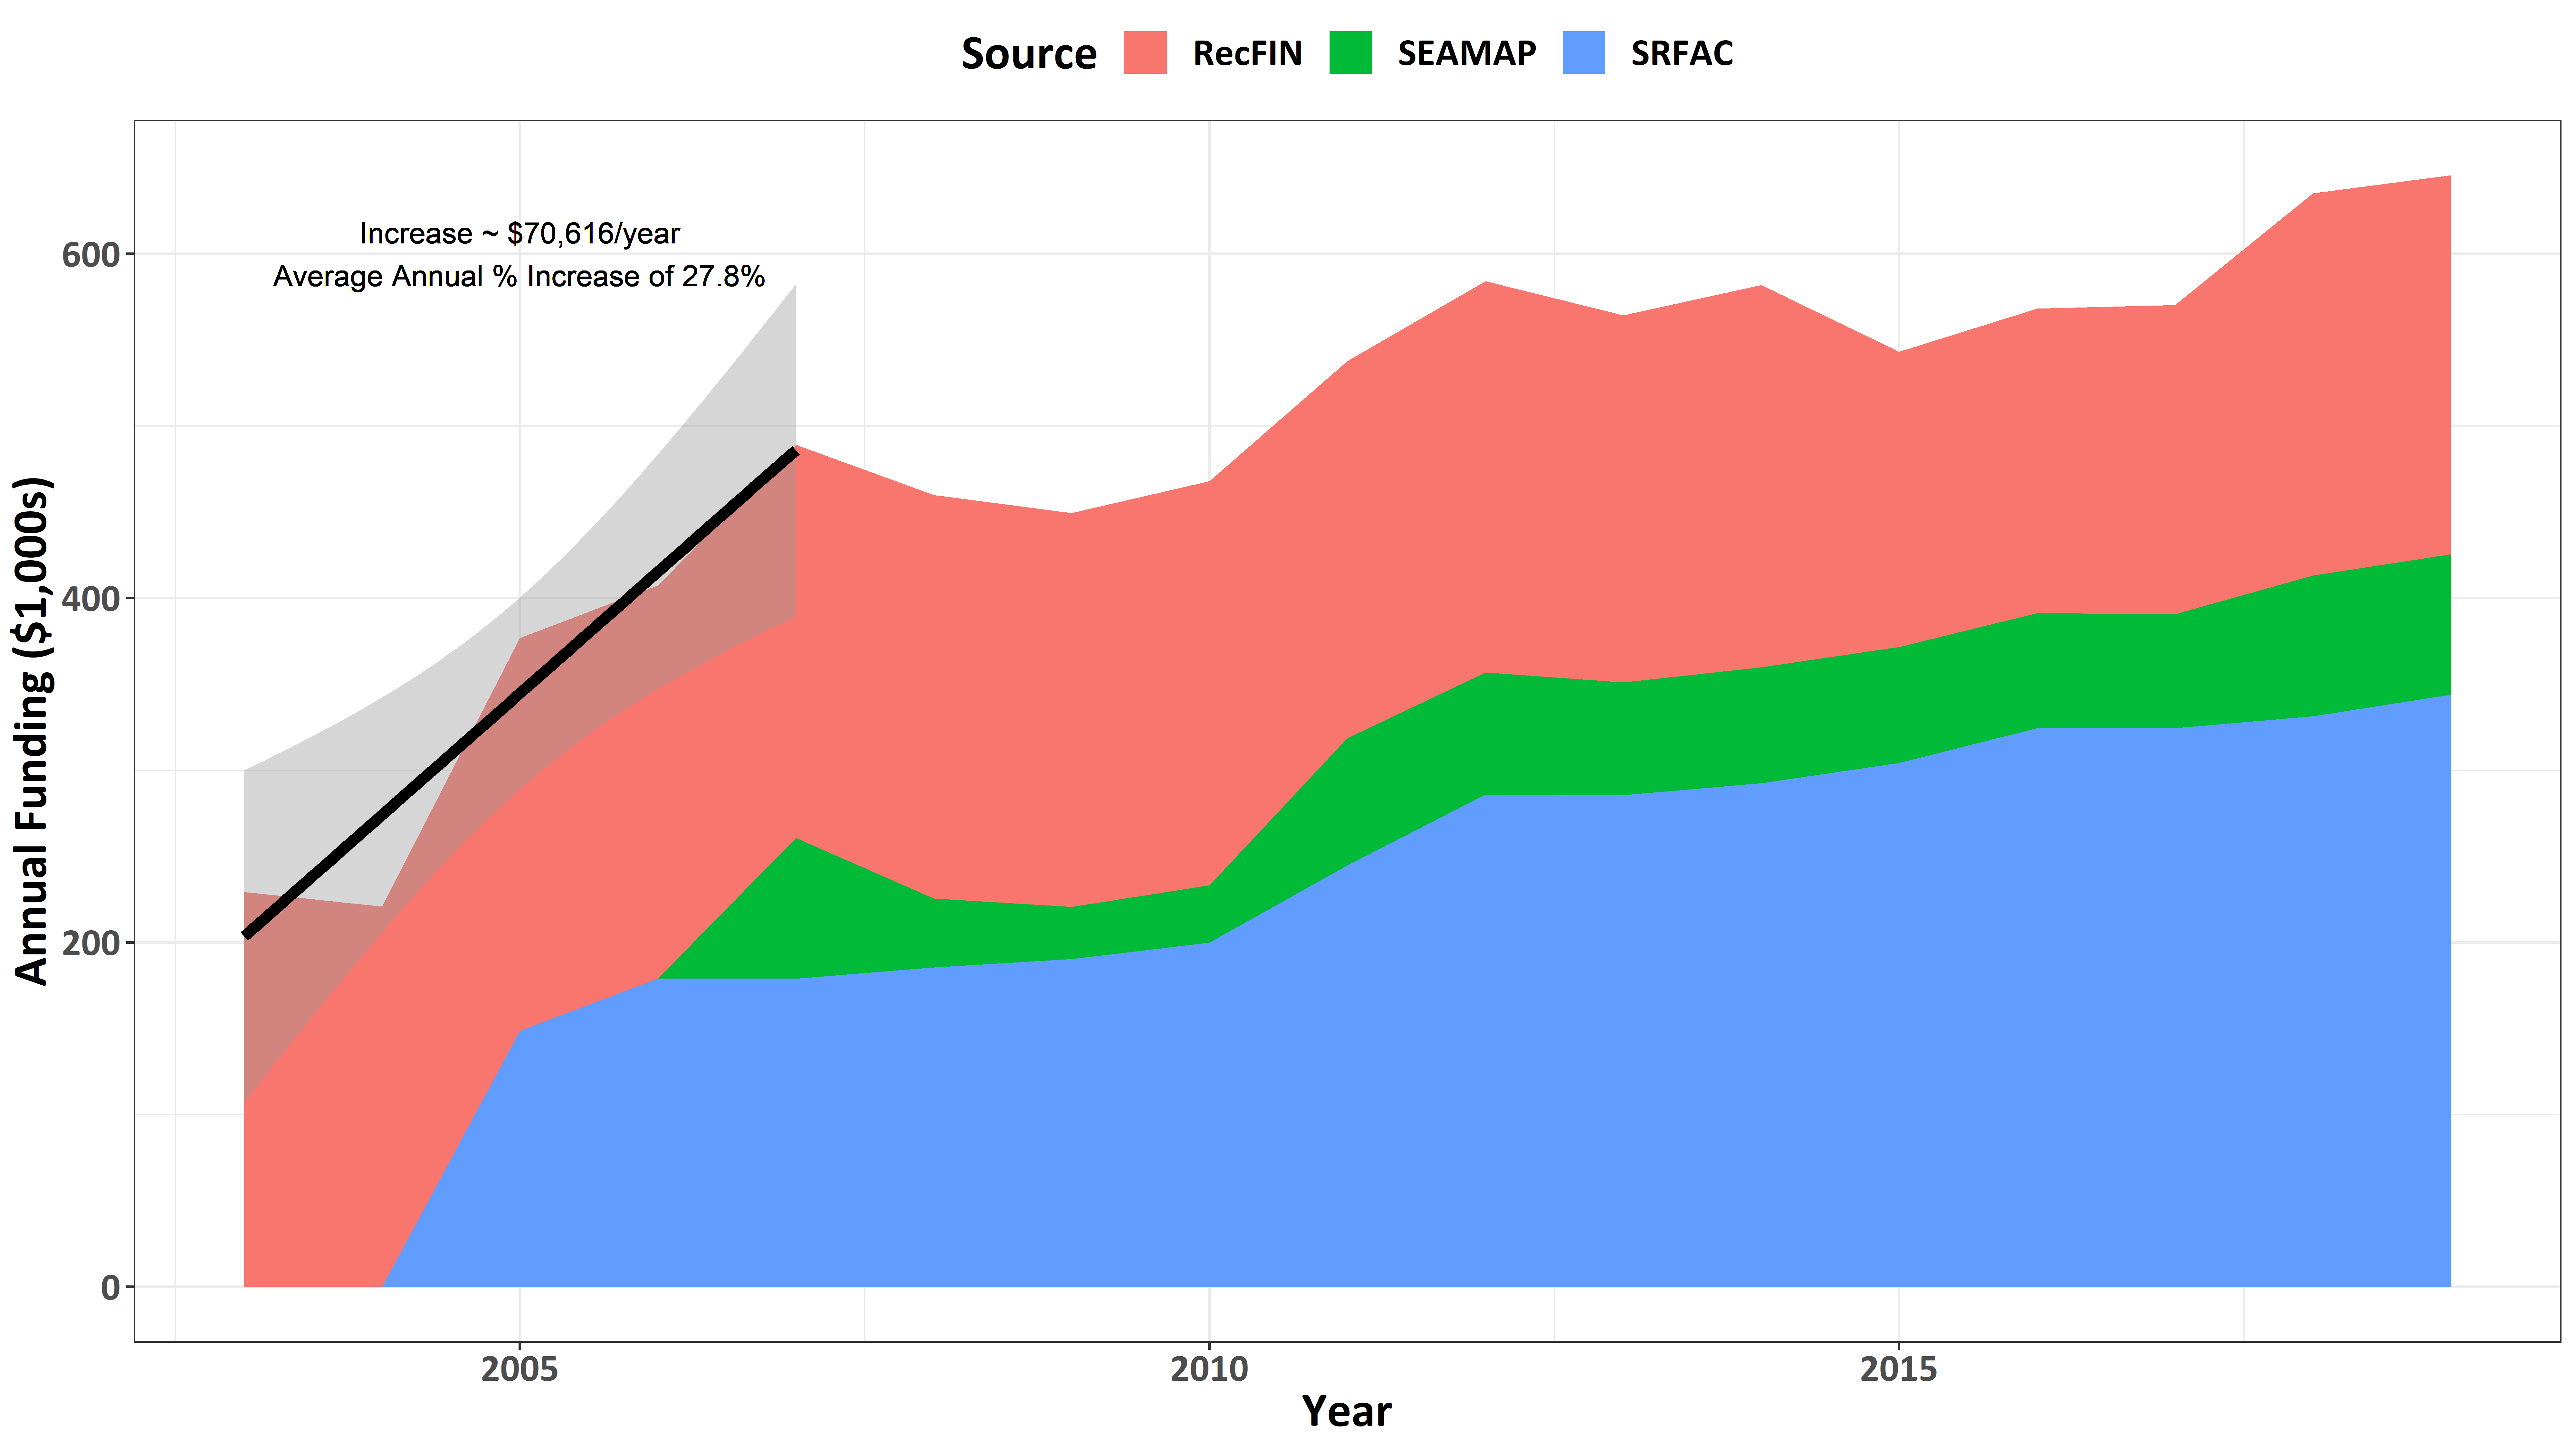 Source RecFIN SEAMAP SRFAC
Increase ~ $70,616/year
Average Annual % Increase of 27.8%
Annual Funding ($1,000s)
600
400
200
0
2005 2010 2015
Year